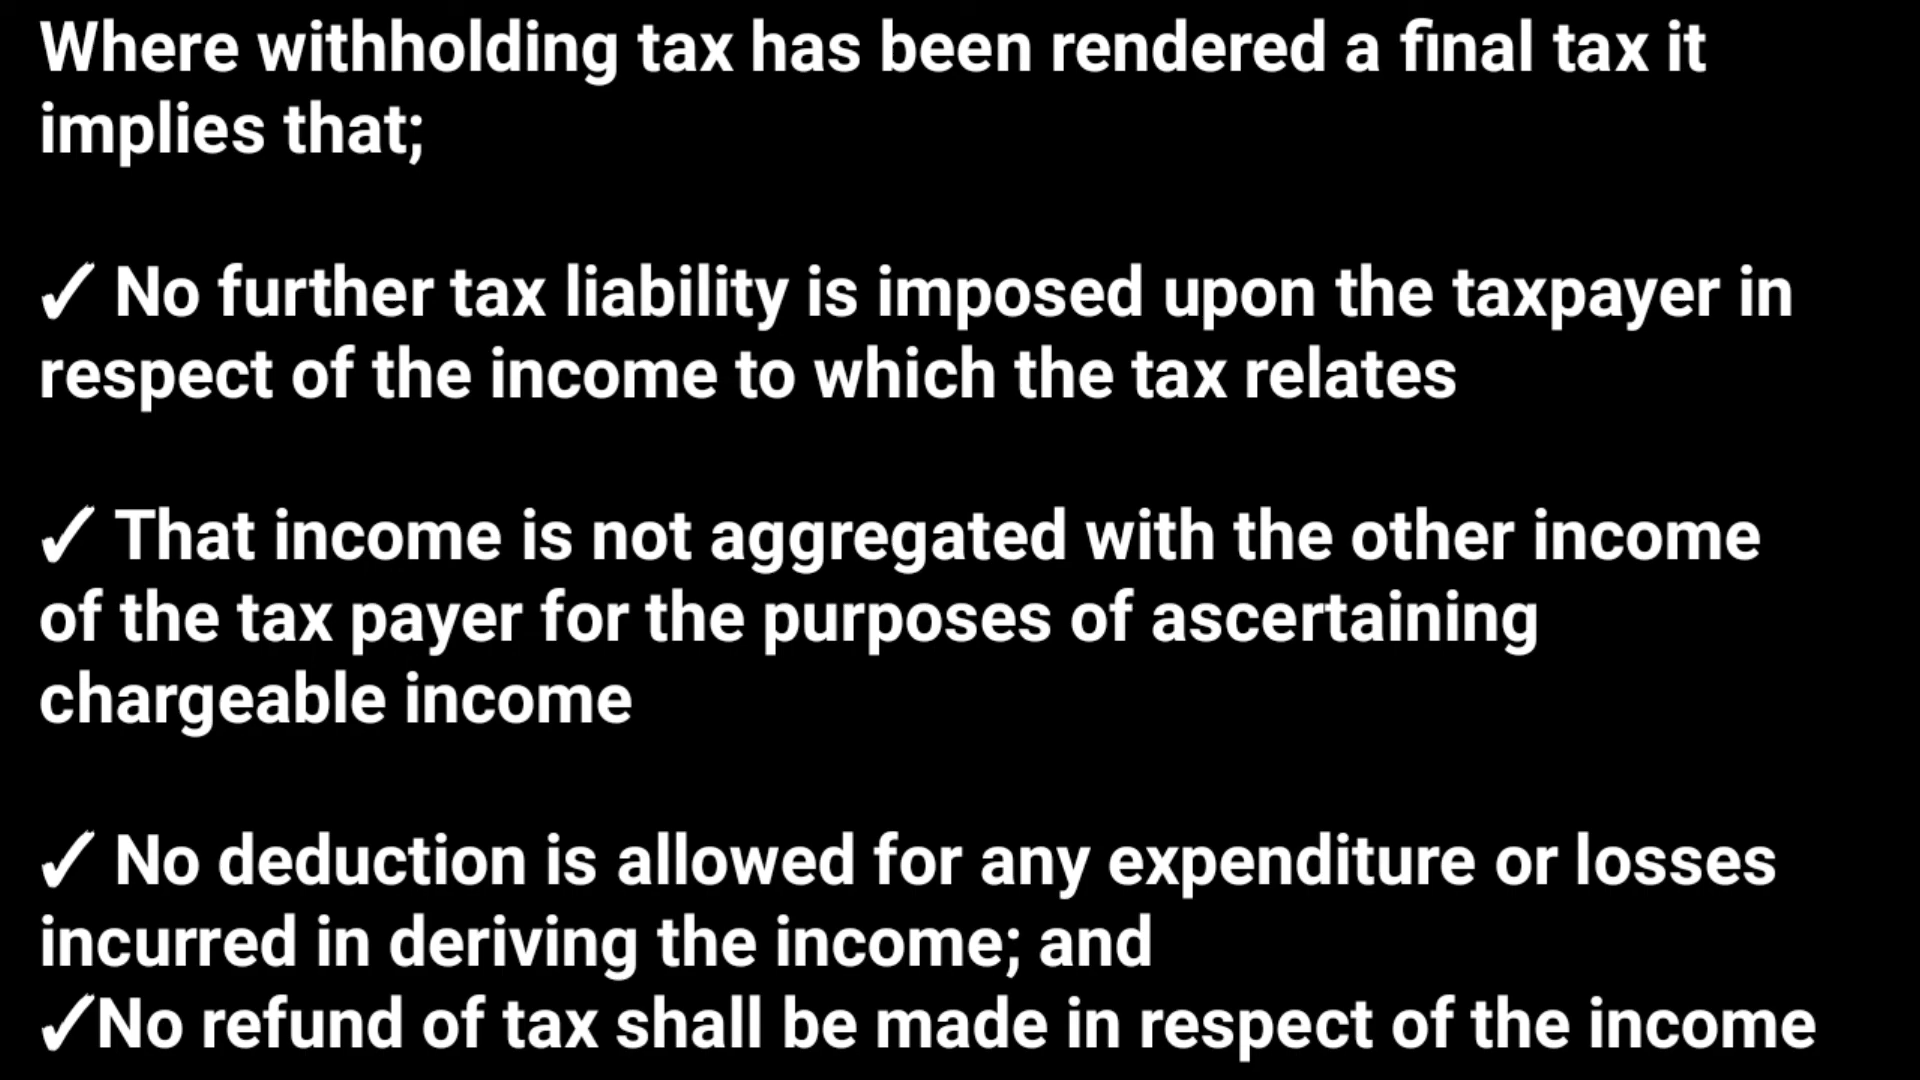 Where withholding tax has been rendered a final tax it
implies that;
✓ No further tax liability is imposed upon the taxpayer in
respect of the income to which the tax relates
✓ That income is not aggregated with the other income
of the tax payer for the purposes of ascertaining
chargeable income
✓ No deduction is allowed for any expenditure or losses
incurred in deriving the income; and
✓No refund of tax shall be made in respect of the income